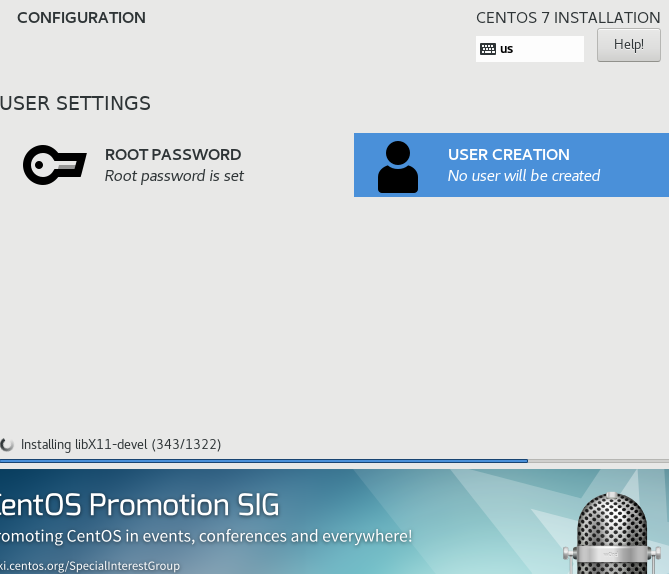 CONFIGURATION
CENTOS 7 INSTALLATION
us
Help!
USER SETTINGS
ROOT PASSWORD
Root password is set
USER CREATION
No user will be created
Installing libX11-devel (343/1322)
CentOS Promotion SIG
romoting CentOS in events, conferences and everywhere!
ki.centos.org/SpecialInterestGroup